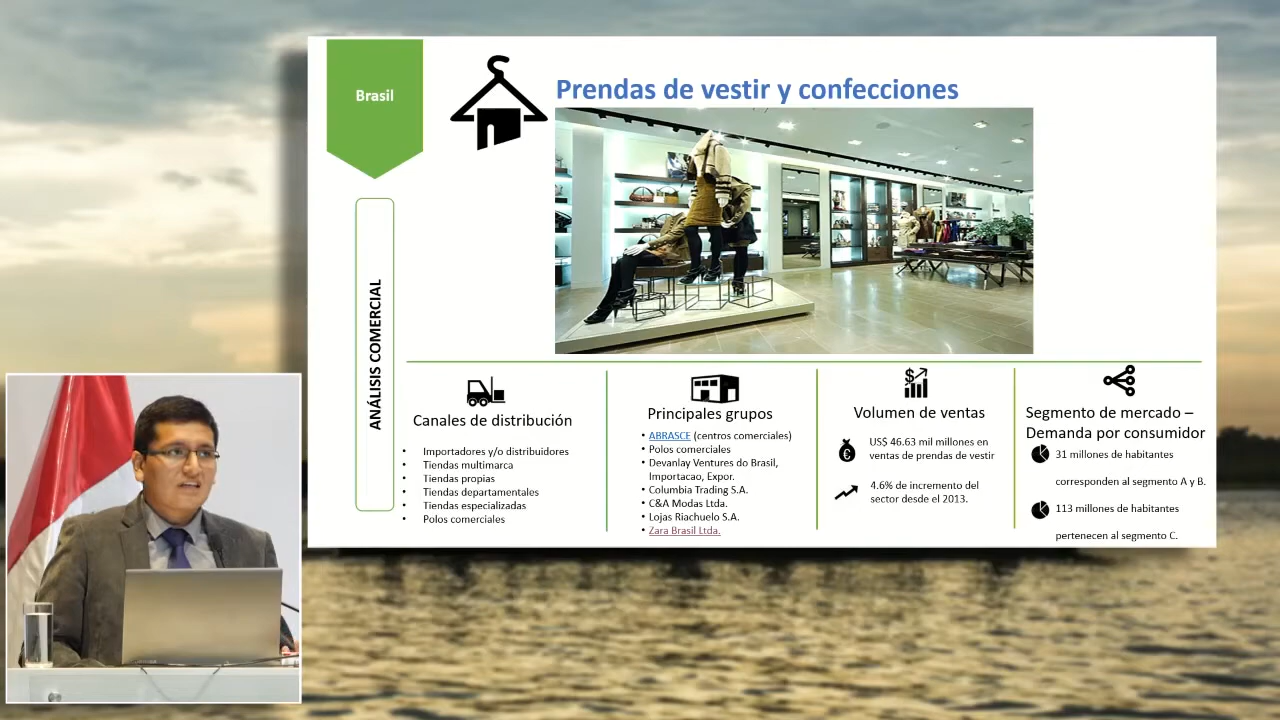 Brasil
Prendas de vestir y confecciones
ANÁLISIS COMERCIAL
Canales de distribución
• Importadores y/o distribuidores
• Tiendas multimarca
• Tiendas propias
• Tiendas departamentales
• Tiendas especializadas
• Polos comerciales
Principales grupos
• ABRASCE (centros comerciales)
• Polos comerciales
• Devanlay Ventures do Brasil,
Importacao, Expor.
• Columbia Trading S.A.
• C&A Modas Ltda.
• Lojas Riachuelo S.A.
• Zara Brasil Ltda.
Volumen de ventas
US$ 46.63 mil millones en
ventas de prendas de vestir
4.6% de incremento del
sector desde el 2013.
Segmento de mercado –
Demanda por consumidor
31 millones de habitantes
corresponden al segmento A y B.
113 millones de habitantes
pertenecen al segmento C.